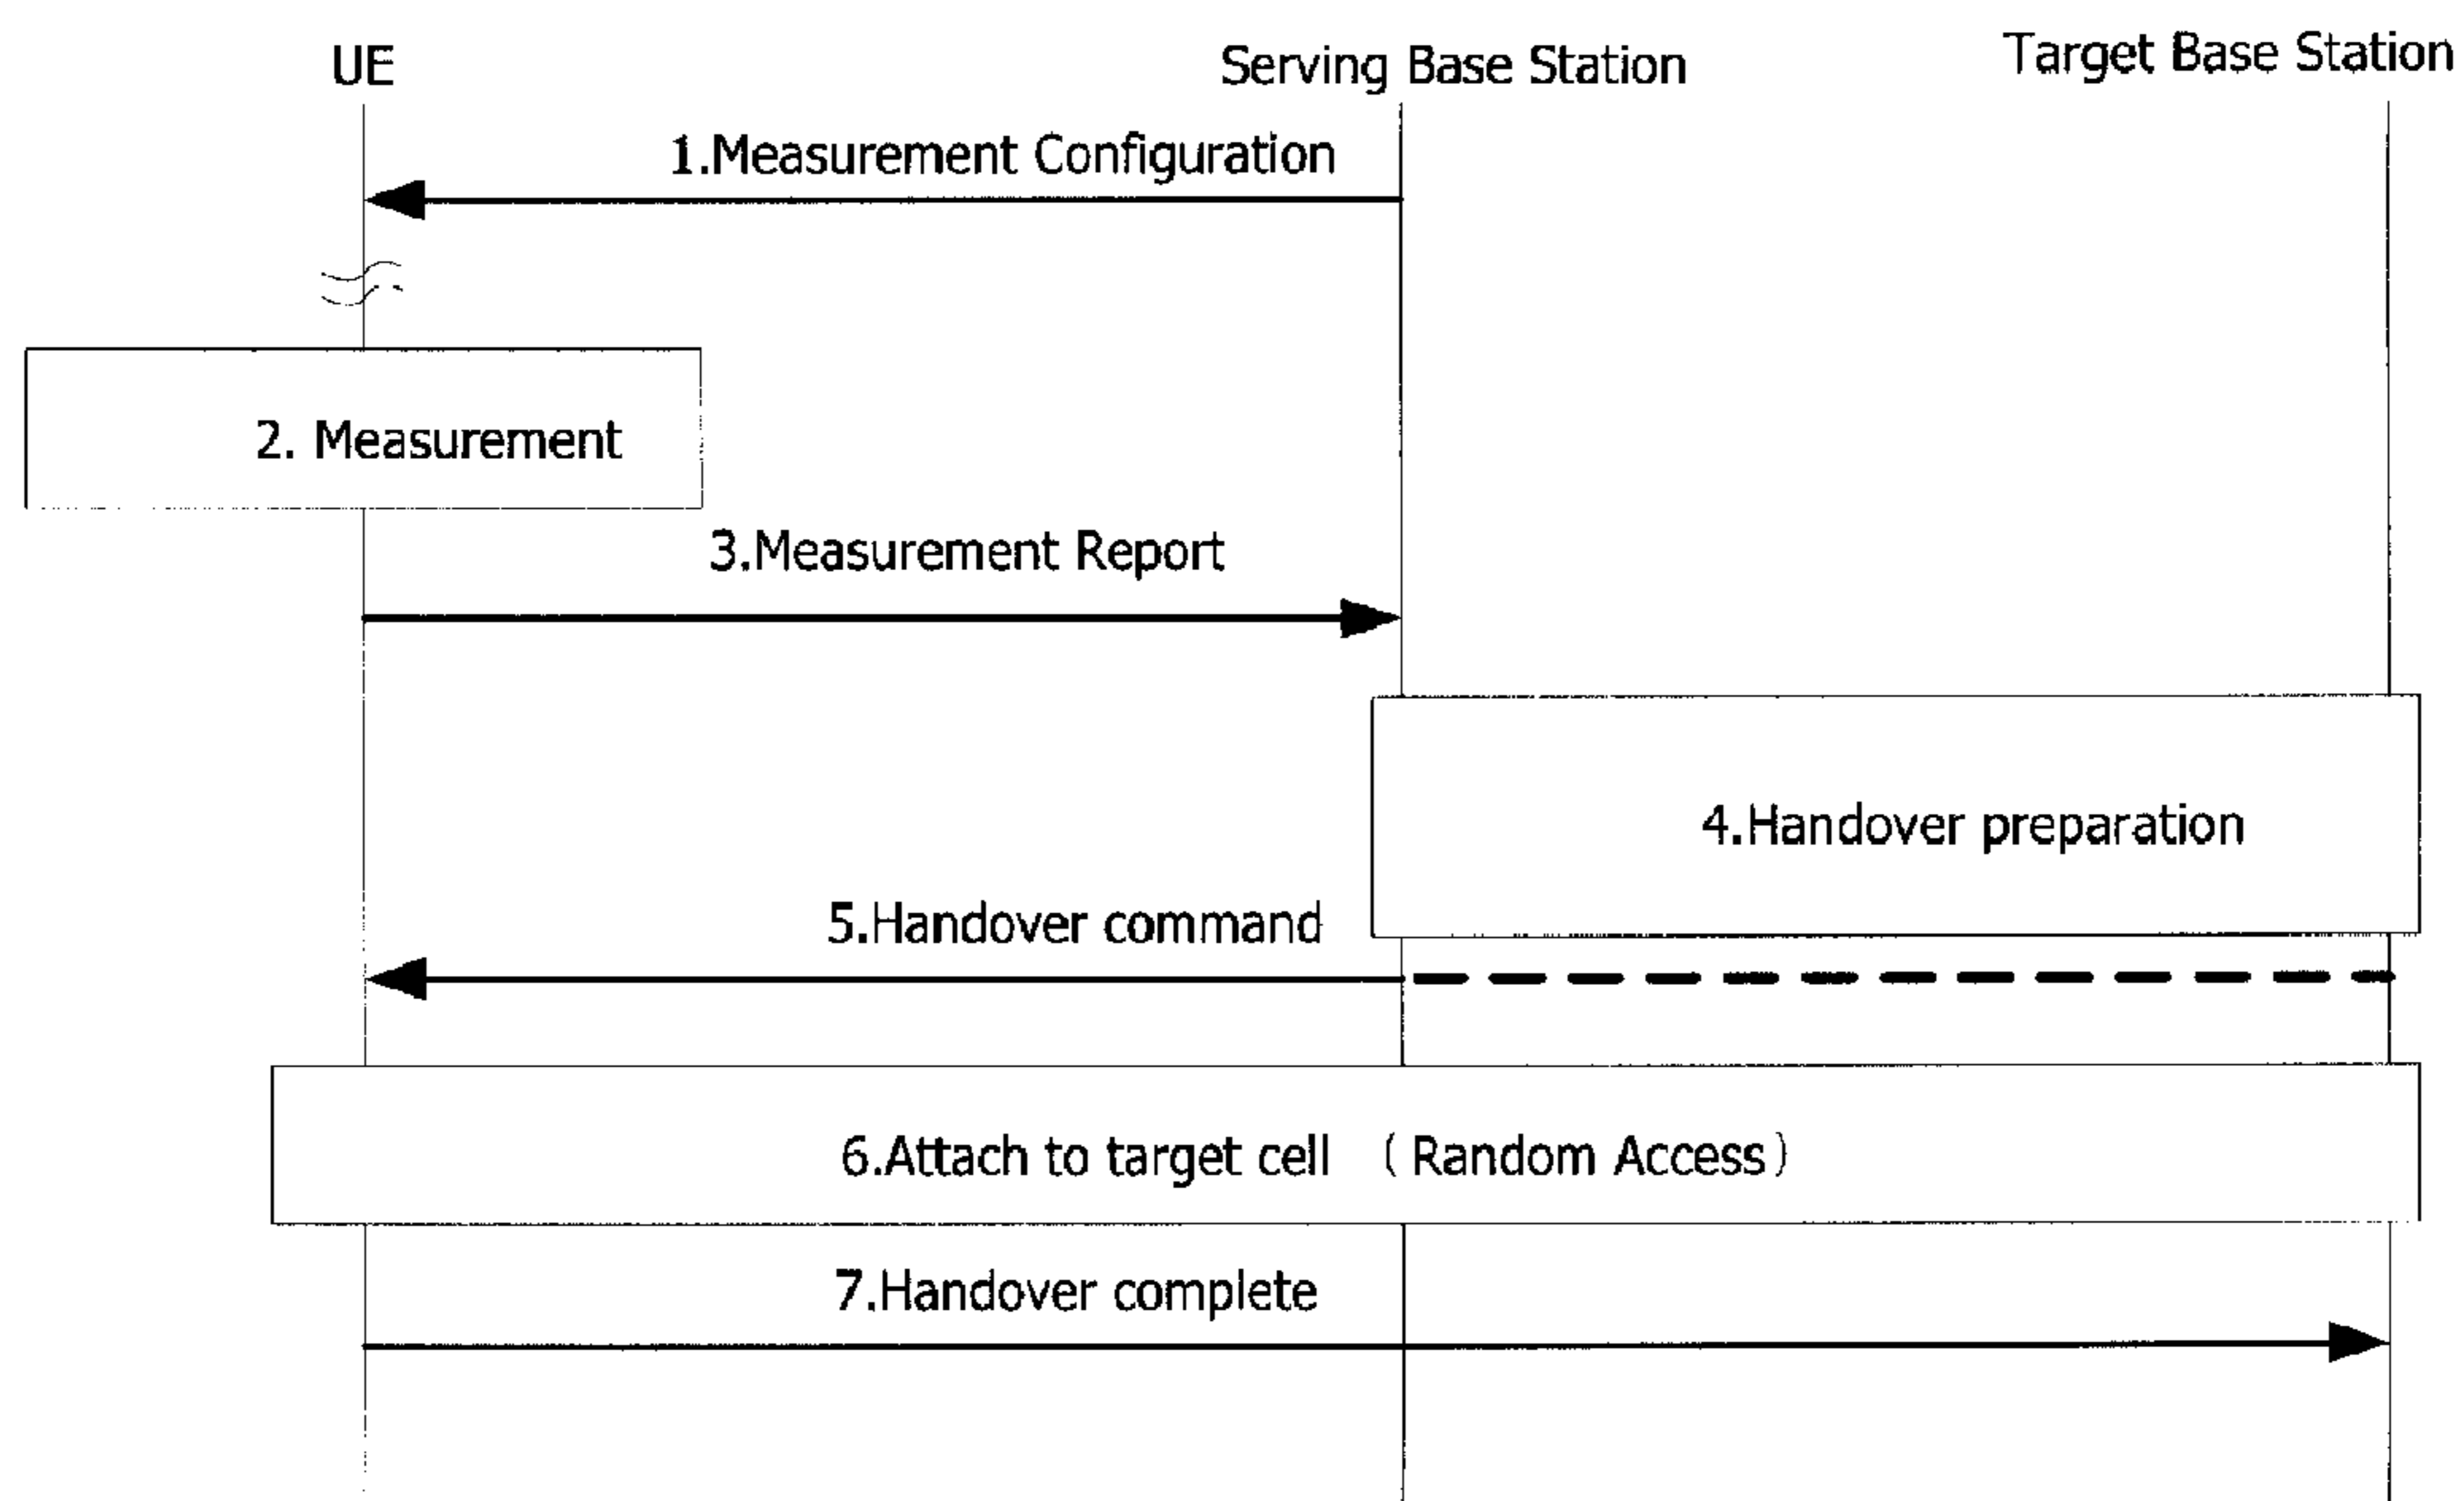 UE
Serving Base Station
Target Base Station
1.Measurement Configuration
2. Measurement
3.Measurement Report
4.Handover preparation
5.Handover command
6.Attach to target cell (Random Access)
7.Handover complete